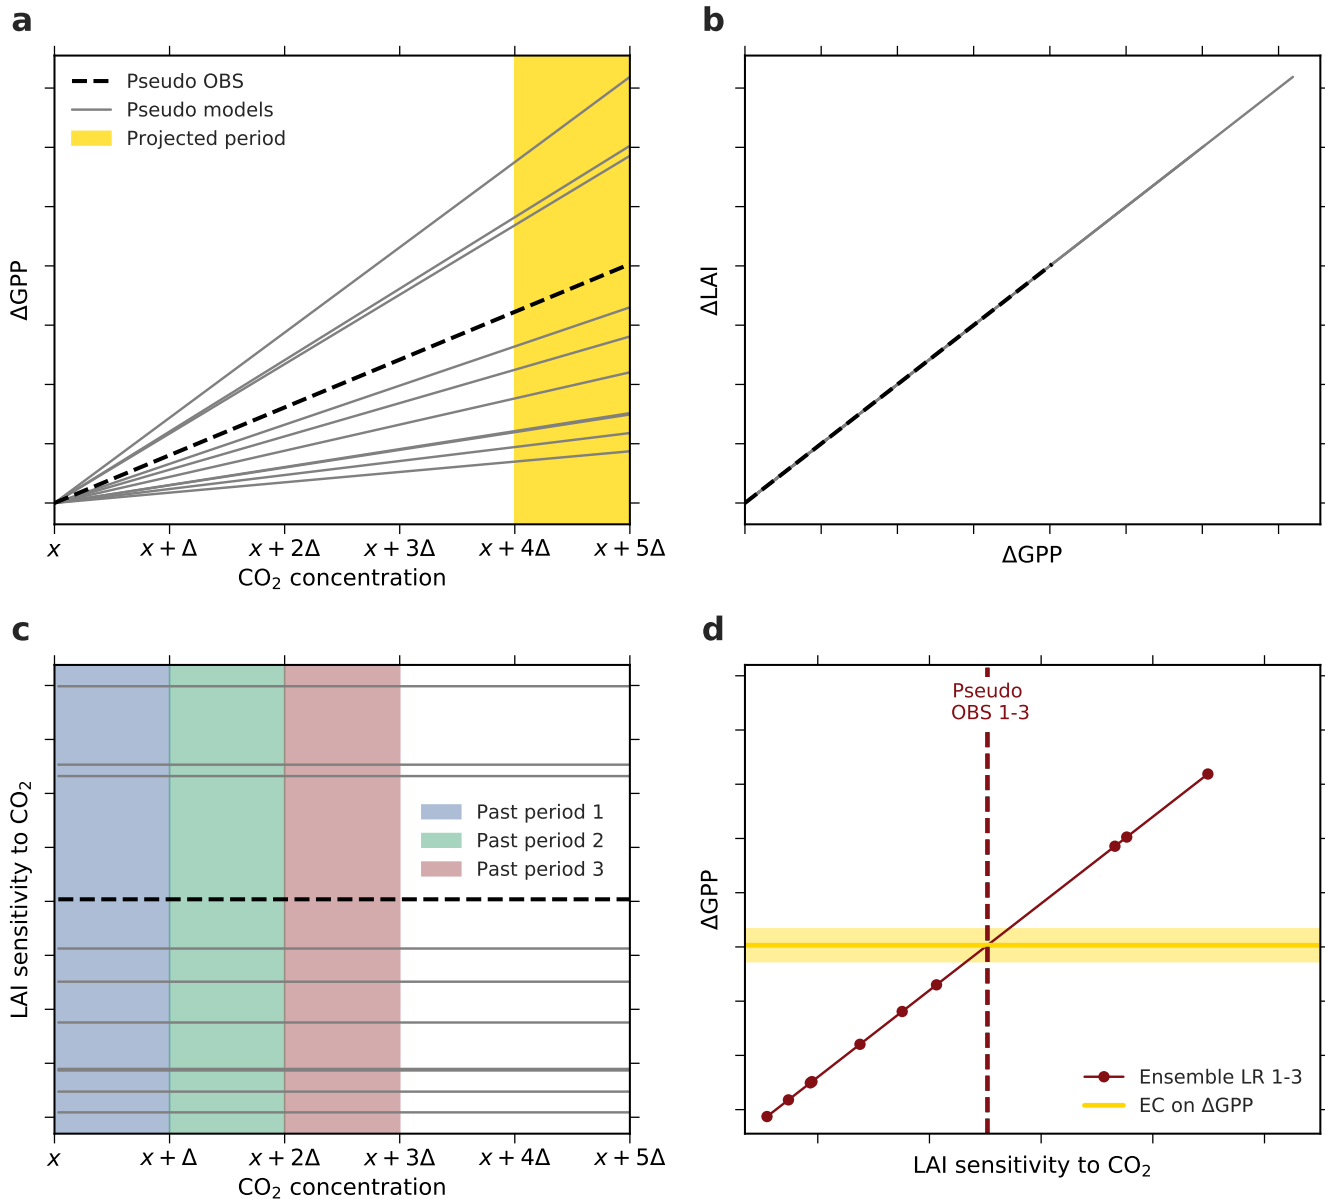 a
Pseudo OBS
Pseudo models
Projected period
ΔGPP
x
x + Δ
x + 2Δ
x + 3Δ
x + 4Δ
x + 5Δ
CO₂ concentration
b
ΔLAI
ΔGPP
c
Past period 1
Past period 2
Past period 3
LAI sensitivity to CO₂
x
x + Δ
x + 2Δ
x + 3Δ
x + 4Δ
x + 5Δ
CO₂ concentration
d
Pseudo
OBS 1-3
ΔGPP
Ensemble LR 1-3
EC on ΔGPP
LAI sensitivity to CO₂